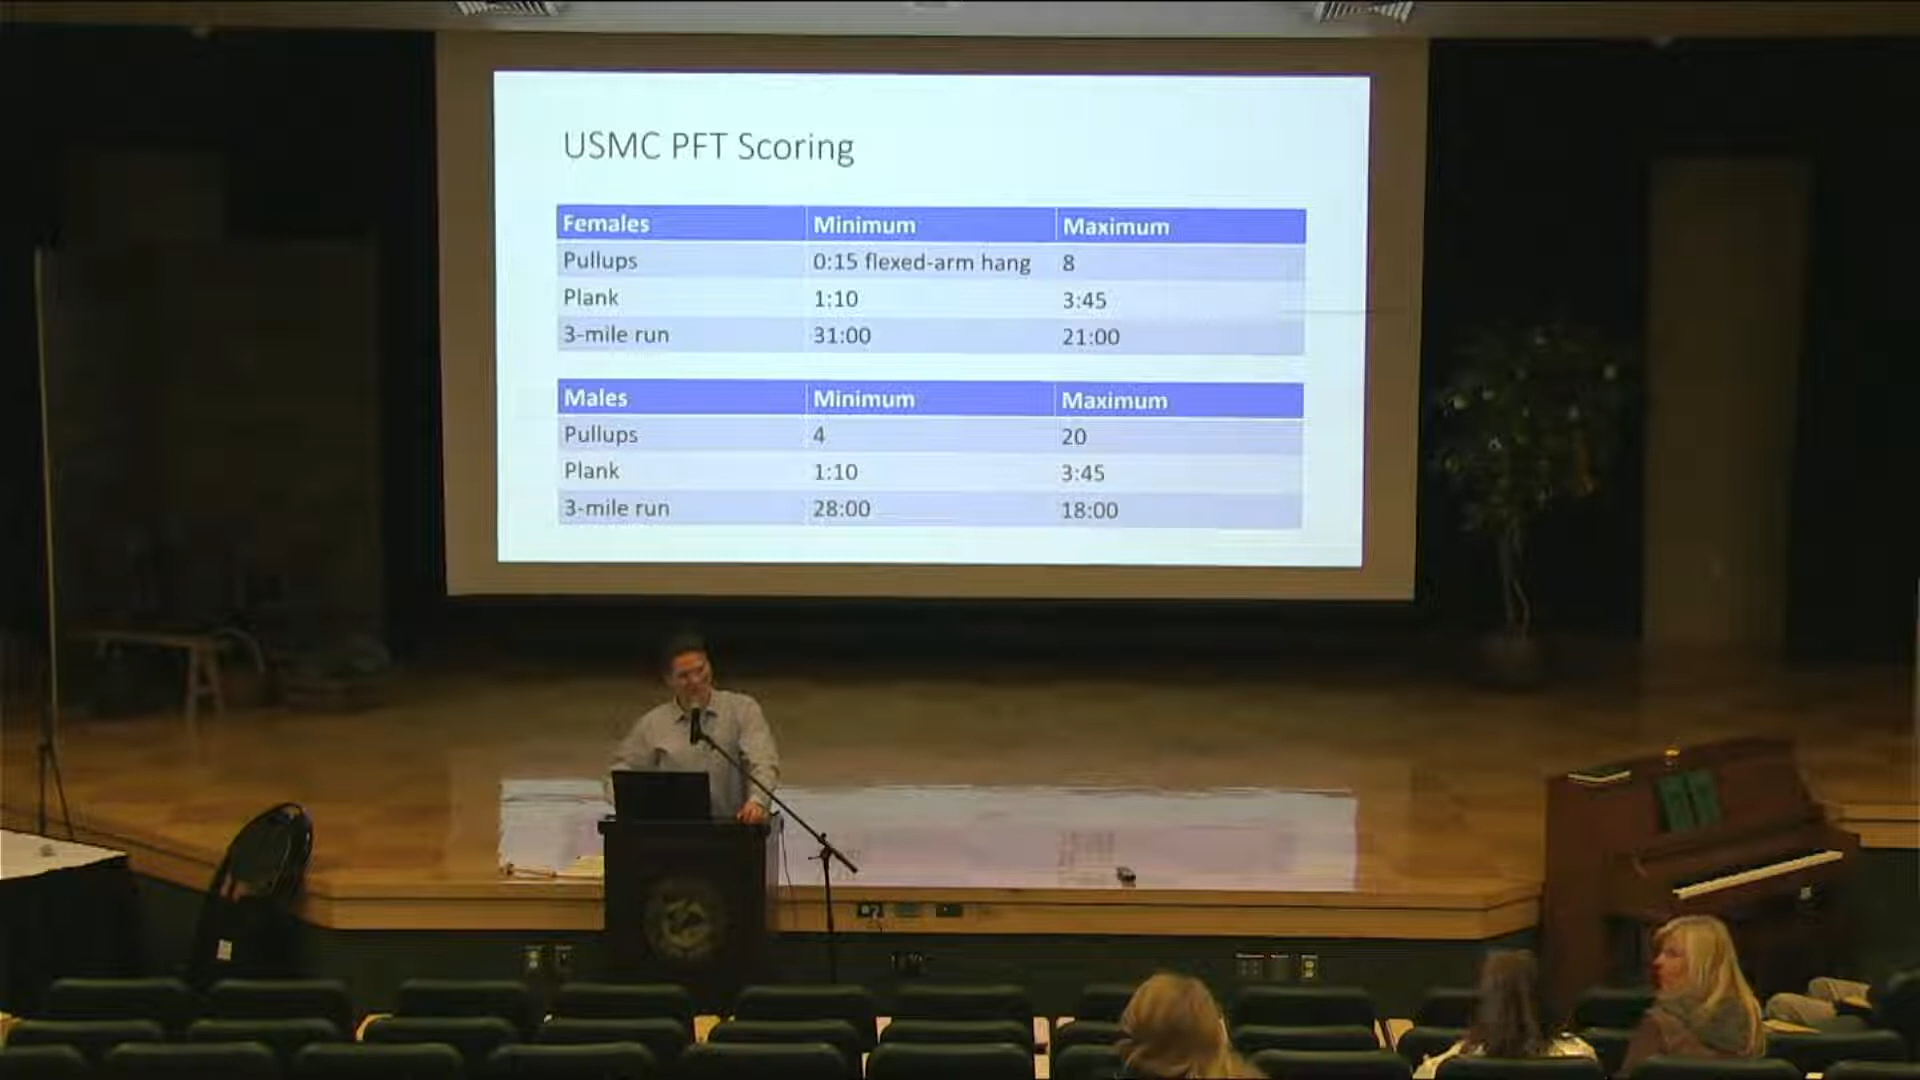 USMC PFT Scoring
Females Minimum Maximum
Pullups 0:15 flexed-arm hang 8
Plank 1:10 3:45
3-mile run 31:00 21:00
Males Minimum Maximum
Pullups 4 20
Plank 1:10 3:45
3-mile run 28:00 18:00